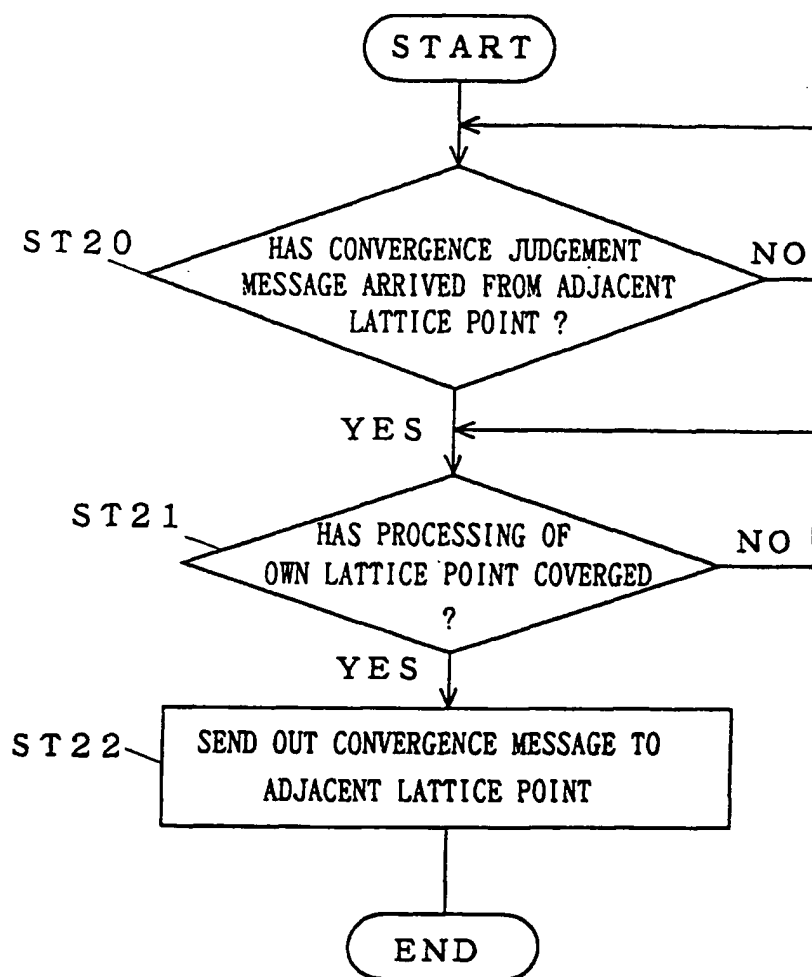 START
ST20
HAS CONVERGENCE JUDGEMENT
MESSAGE ARRIVED FROM ADJACENT
LATTICE POINT ?
NO
YES
ST21
HAS PROCESSING OF
OWN LATTICE POINT COVERGED
?
NO
YES
ST22
SEND OUT CONVERGENCE MESSAGE TO
ADJACENT LATTICE POINT
END